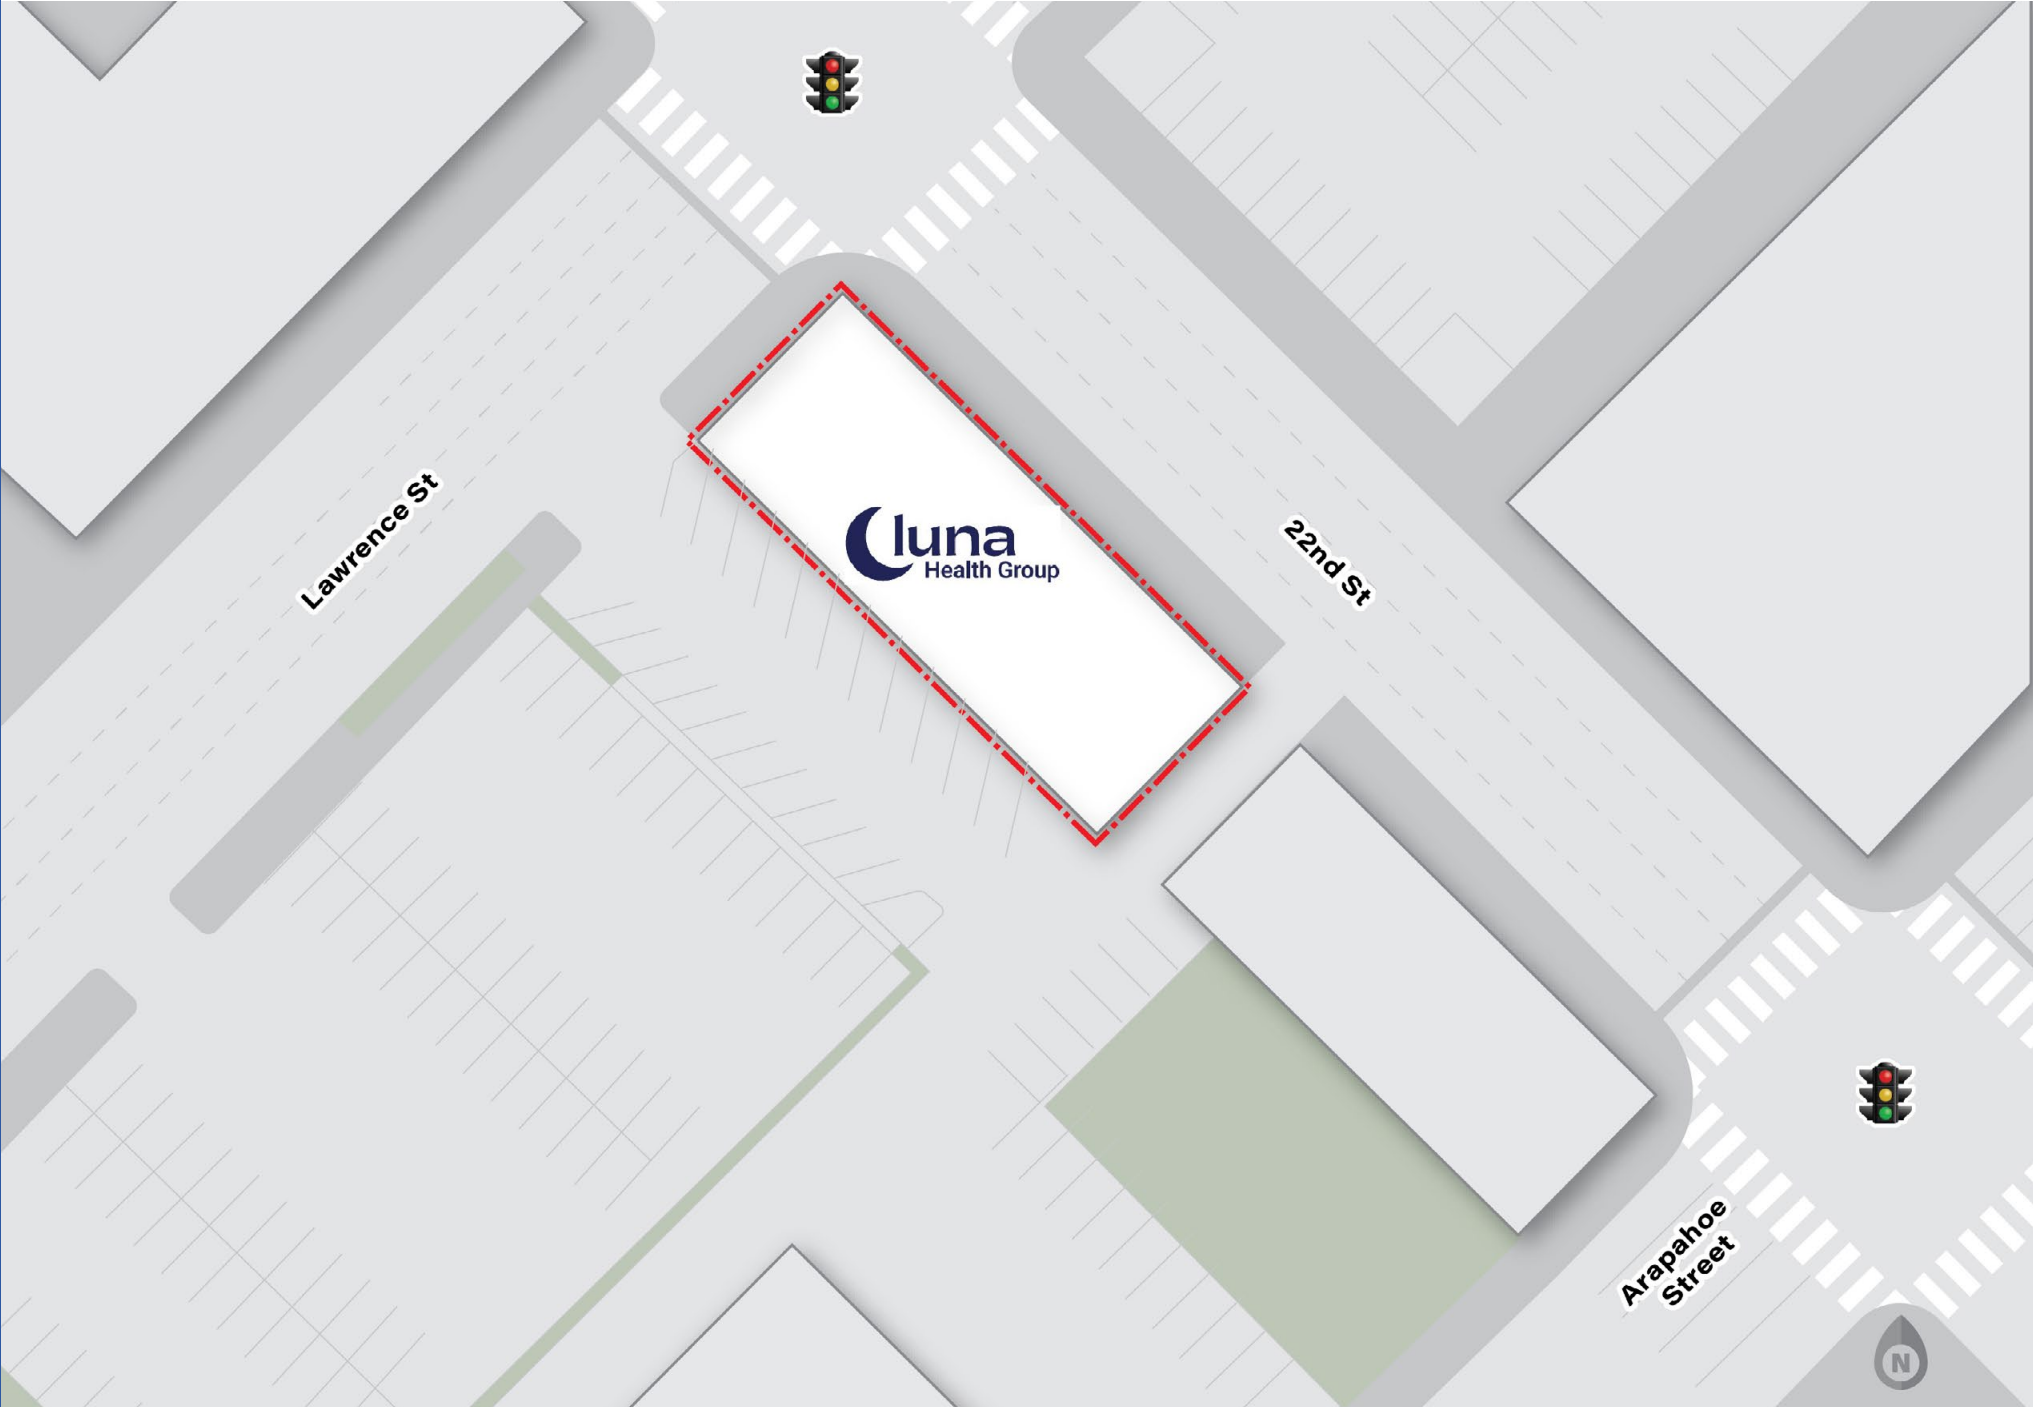 Lawrence St
luna
Health Group
22nd St
Arapahoe
Street
N